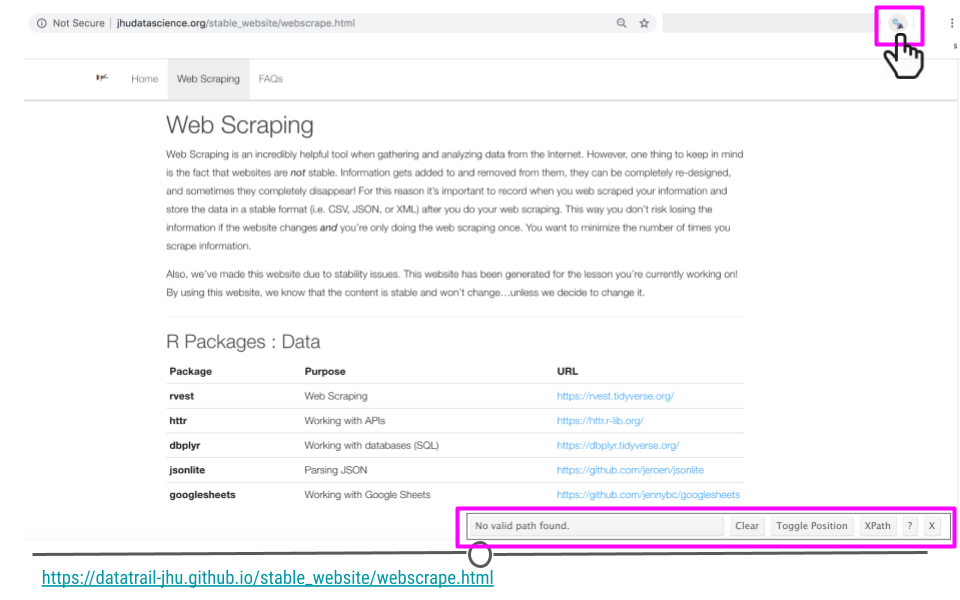 Not Secure | jhudatascience.org/stable_website/webscrape.html
Home Web Scraping FAQs
Web Scraping
Web Scraping is an incredibly helpful tool when gathering and analyzing data from the Internet. However, one thing to keep in mind
is the fact that websites are not stable. Information gets added to and removed from them, they can be completely re-designed,
and sometimes they completely disappear! For this reason it's important to record when you web scraped your information and
store the data in a stable format (i.e. CSV, JSON, or XML) after you do your web scraping. This way you don't risk losing the
information if the website changes and you're only doing the web scraping once. You want to minimize the number of times you
scrape information.
Also, we've made this website due to stability issues. This website has been generated for the lesson you're currently working on!
By using this website, we know that the content is stable and won't change…unless we decide to change it.
R Packages : Data
Package Purpose URL
rvest Web Scraping https://rvest.tidyverse.org/
httr Working with APIs https://httr.r-lib.org/
dbplyr Working with databases (SQL) https://dbplyr.tidyverse.org/
jsonlite Parsing JSON https://github.com/jeroen/jsonlite
googlesheets Working with Google Sheets https://github.com/jennybc/googlesheets
No valid path found. Clear Toggle Position XPath ? X
https://datatrail-jhu.github.io/stable_website/webscrape.html